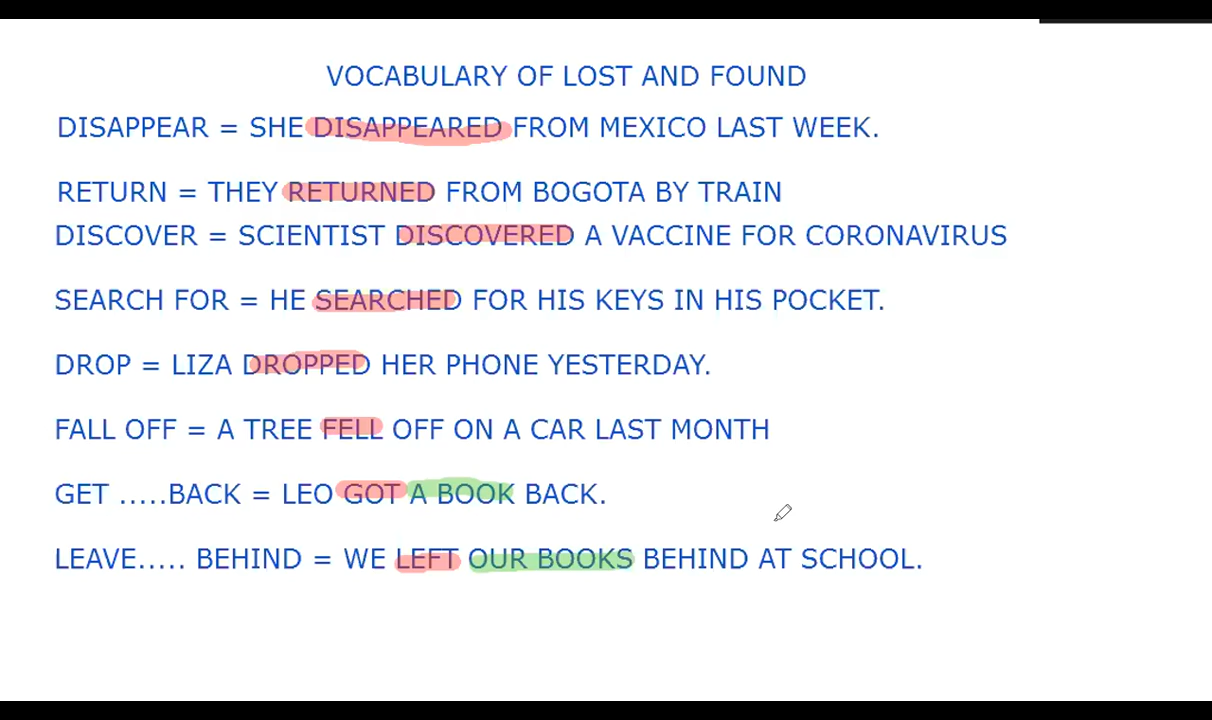 VOCABULARY OF LOST AND FOUND
DISAPPEAR = SHE DISAPPEARED FROM MEXICO LAST WEEK.
RETURN = THEY RETURNED FROM BOGOTA BY TRAIN
DISCOVER = SCIENTIST DISCOVERED A VACCINE FOR CORONAVIRUS
SEARCH FOR = HE SEARCHED FOR HIS KEYS IN HIS POCKET.
DROP = LIZA DROPPED HER PHONE YESTERDAY.
FALL OFF = A TREE FELL OFF ON A CAR LAST MONTH
GET .....BACK = LEO GOT A BOOK BACK.
LEAVE..... BEHIND = WE LEFT OUR BOOKS BEHIND AT SCHOOL.